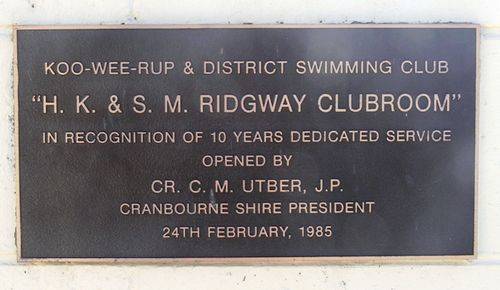 KOO-WEE-RUP & DISTRICT SWIMMING CLUB
"H. K. & S. M. RIDGWAY CLUBROOM"
IN RECOGNITION OF 10 YEARS DEDICATED SERVICE
OPENED BY
CR. C. M. UTBER, J.P.
CRANBOURNE SHIRE PRESIDENT
24TH FEBRUARY, 1985